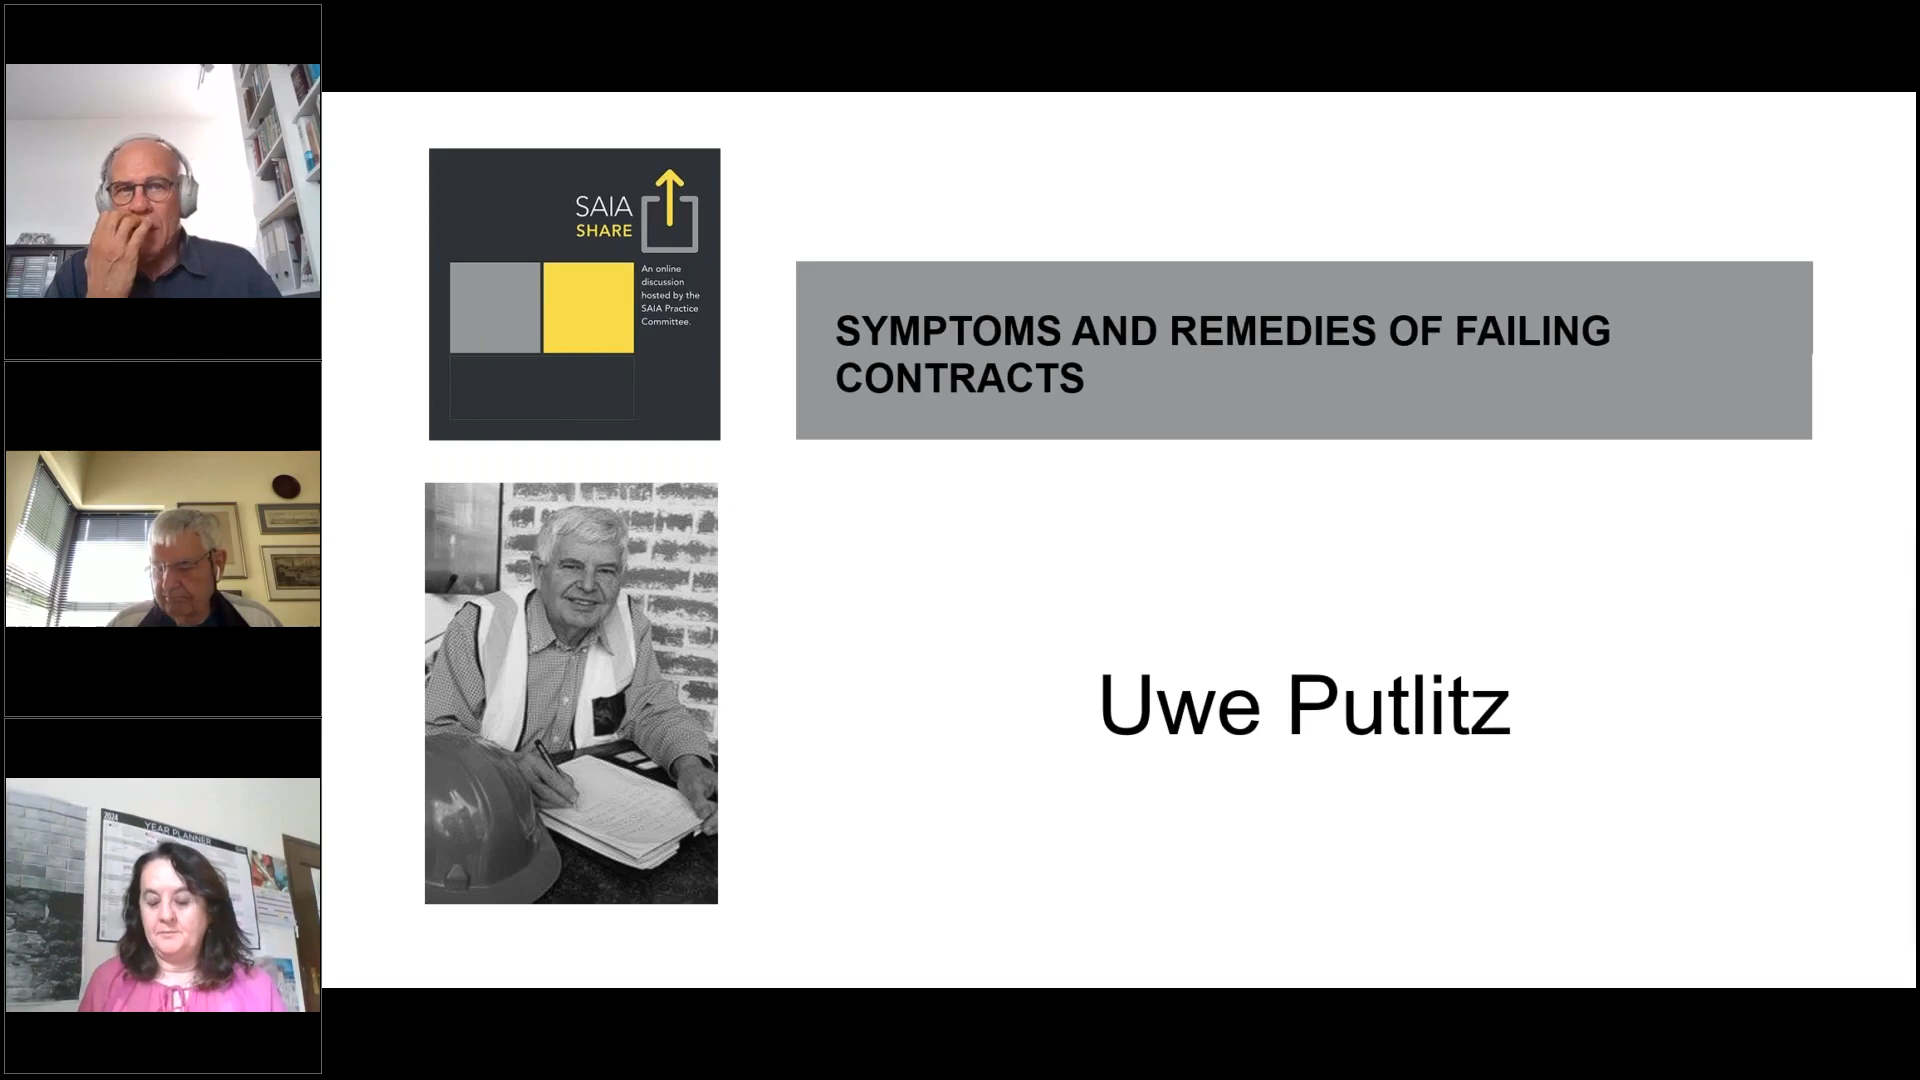 SAIA
SHARE
An online
discussion
hosted by the
SAIA Practice
Committee.
SYMPTOMS AND REMEDIES OF FAILING
CONTRACTS
Uwe Putlitz
2024
YEAR PLANNER